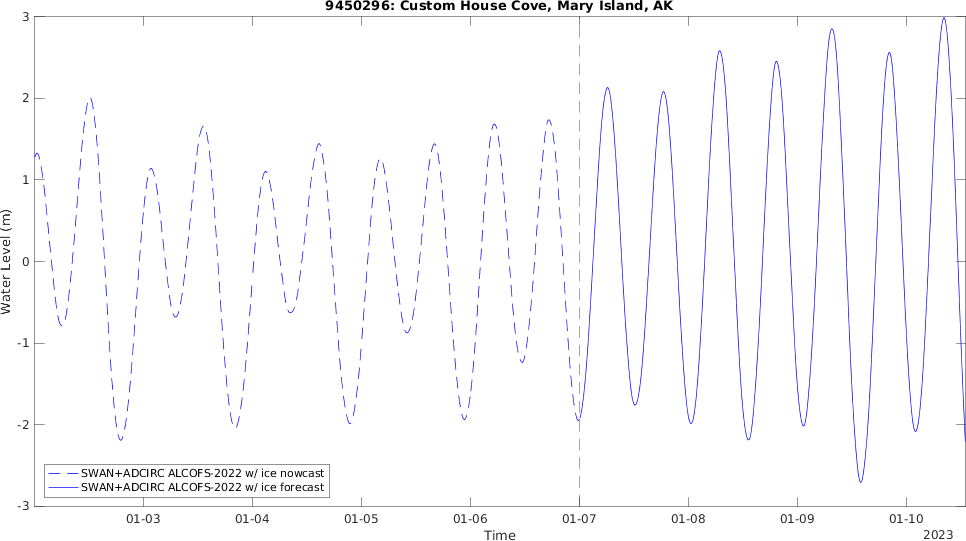 9450296: Custom House Cove, Mary Island, AK
3
2
1
0
-1
-2
-3
Water Level (m)
SWAN+ADCIRC ALCOFS-2022 w/ ice nowcast
SWAN+ADCIRC ALCOFS-2022 w/ ice forecast
01-03 01-04 01-05 01-06 01-07 01-08 01-09 01-10
Time
2023